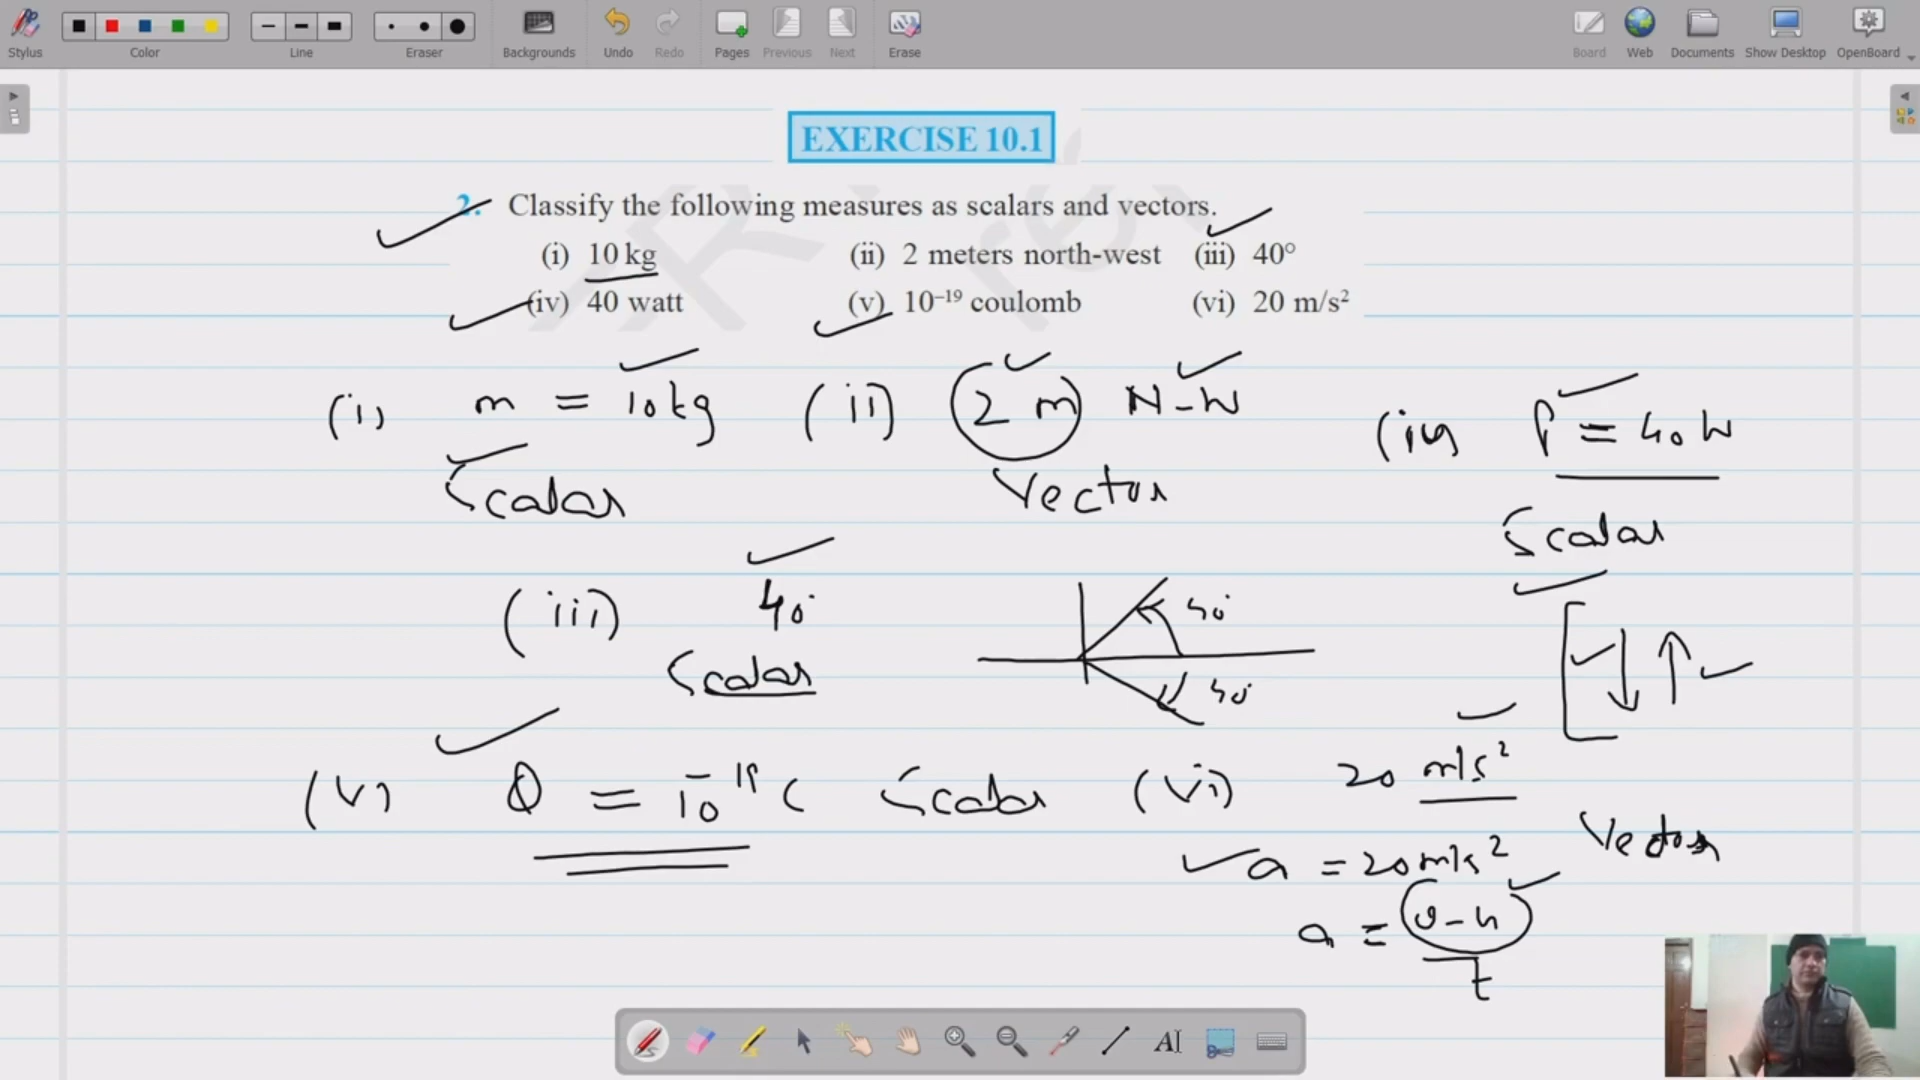 Stylus Color Line Eraser Backgrounds Undo Redo Pages Previous Next Erase Board Web Documents Show Desktop OpenBoard
EXERCISE 10.1
2. Classify the following measures as scalars and vectors.
(i) 10 kg (ii) 2 meters north-west (iii) 40°
(iv) 40 watt (v) 10⁻¹⁹ coulomb (vi) 20 m/s²
(i) m = 10 kg (ii) 2 m N-W
(iv) P = 40 W
Scalar Vector
Scalar
(iii) 40° 40°
Scalar 40°
(v) Q = 10⁻¹⁹ C Scalar (vi) 20 m/s²
Vector
a = 20 m/s²
a = v-u
t